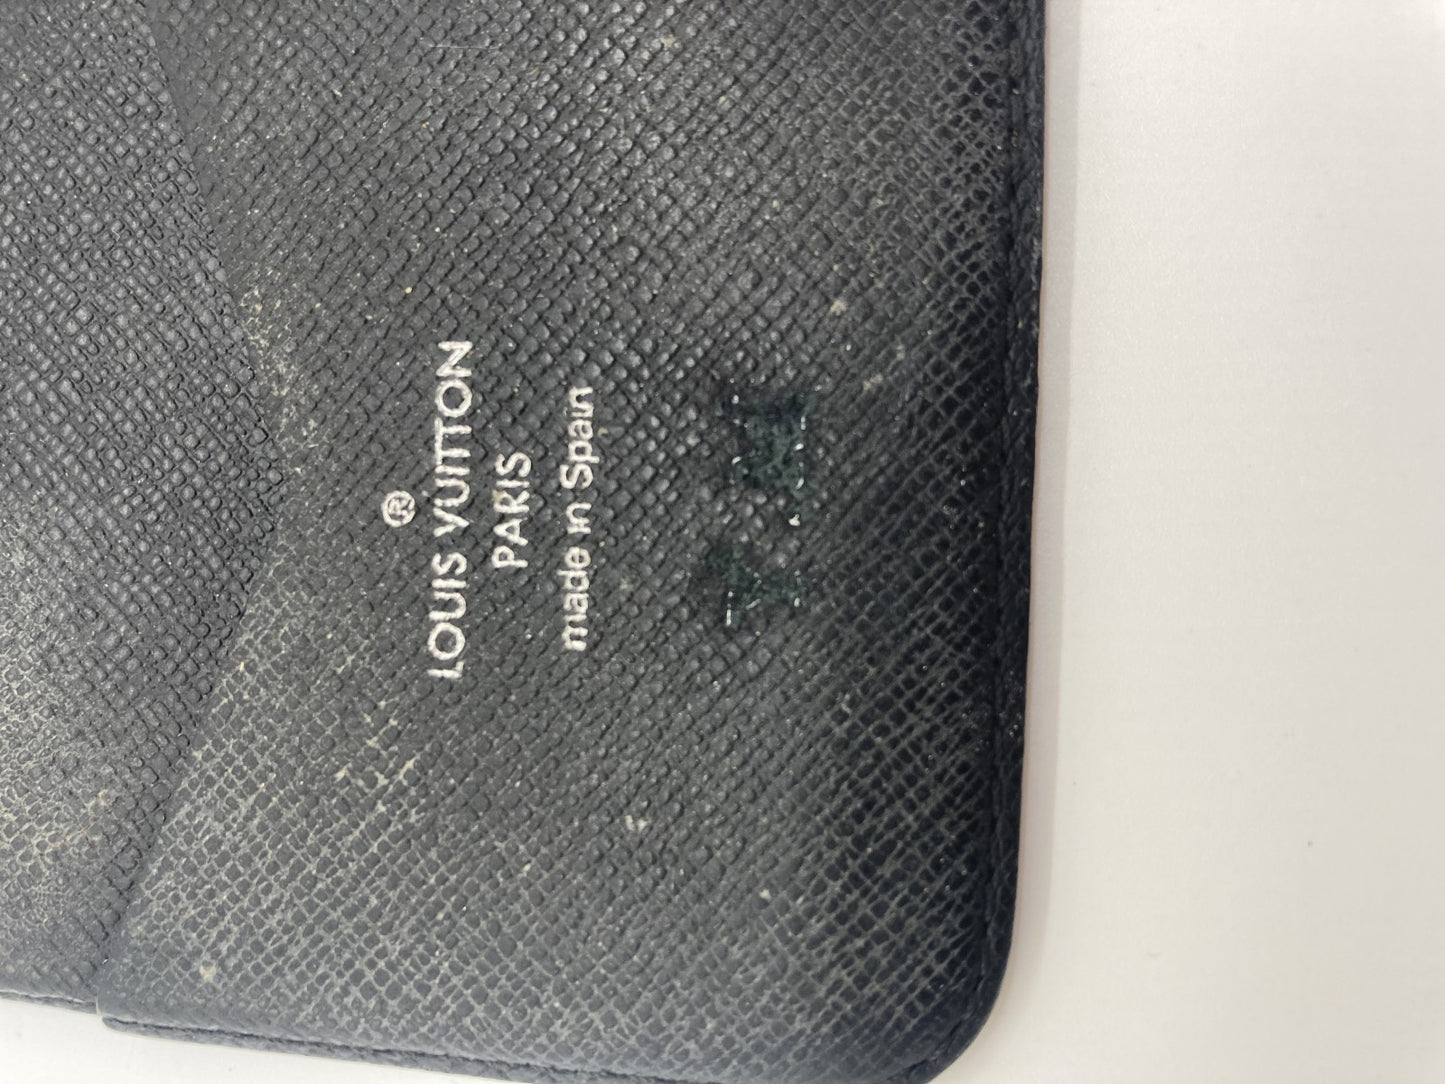 ®
LOUIS VUITTON
PARIS
made in Spain